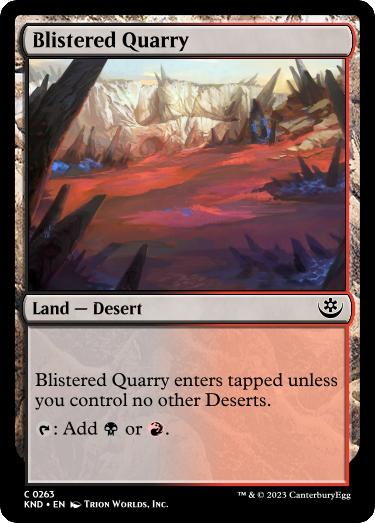 Blistered Quarry
Land — Desert
Blistered Quarry enters tapped unless
you control no other Deserts.
: Add or .
C 0263
KND • EN TRION WORLDS, INC.
™ & © 2023 CanterburyEgg